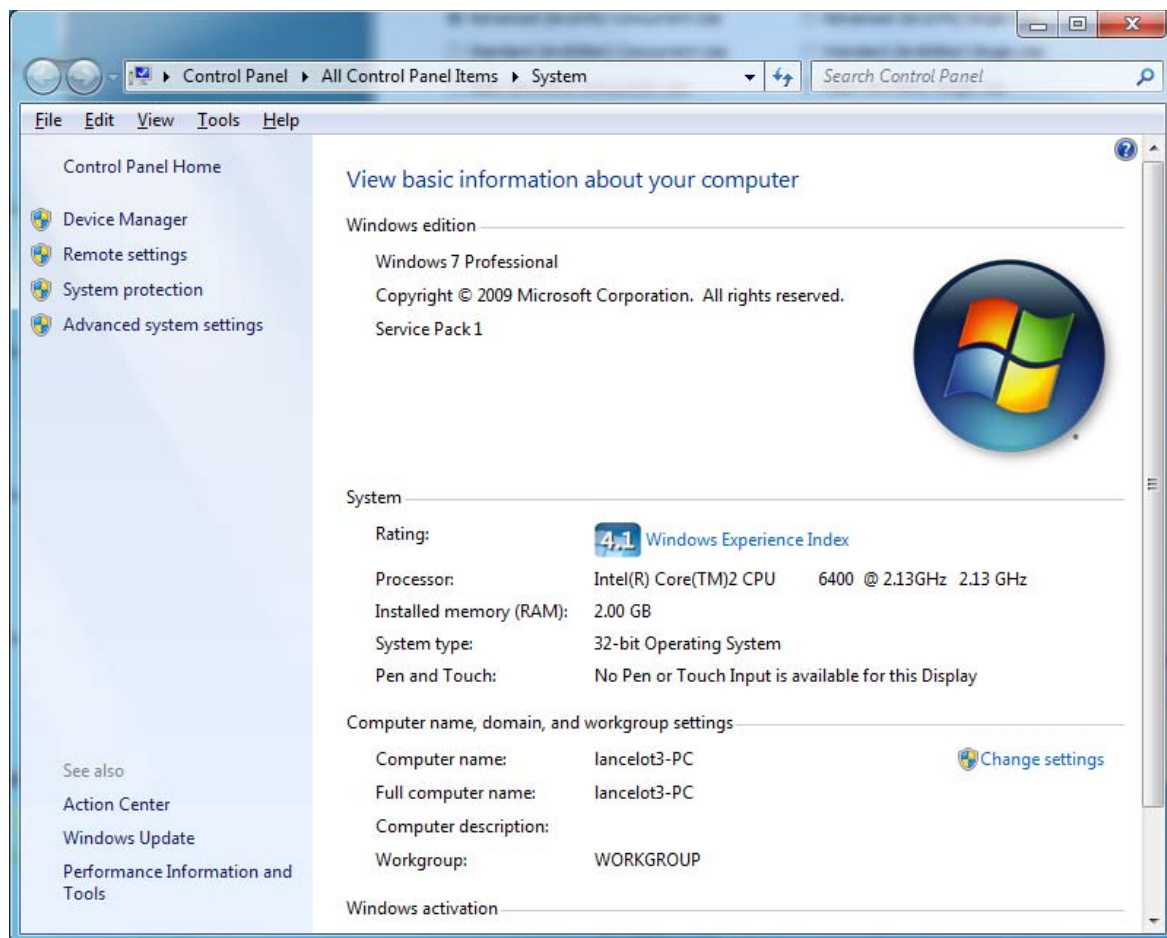 Control Panel All Control Panel Items System Search Control Panel
File Edit View Tools Help
Control Panel Home
Device Manager
Remote settings
System protection
Advanced system settings
See also
Action Center
Windows Update
Performance Information and
Tools
View basic information about your computer
Windows edition
Windows 7 Professional
Copyright © 2009 Microsoft Corporation. All rights reserved.
Service Pack 1
System
Rating: 4.1 Windows Experience Index
Processor: Intel(R) Core(TM)2 CPU 6400 @ 2.13GHz 2.13 GHz
Installed memory (RAM): 2.00 GB
System type: 32-bit Operating System
Pen and Touch: No Pen or Touch Input is available for this Display
Computer name, domain, and workgroup settings
Computer name: lancelot3-PC Change settings
Full computer name: lancelot3-PC
Computer description:
Workgroup: WORKGROUP
Windows activation